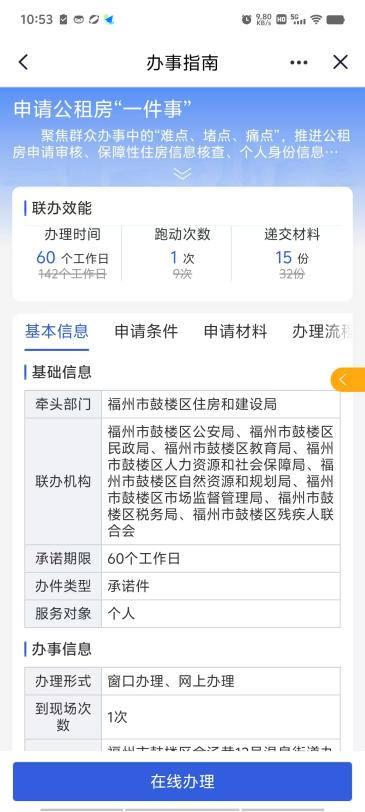 10:53
9.80 KB/s HD 5G
办事指南
申请公租房“一件事”
聚焦群众办事中的“难点、堵点、痛点”，推进公租
房申请审核、保障性住房信息核查、个人身份信息…
联办效能
办理时间 跑动次数 递交材料
60 个工作日 1 次 15 份
142个工作日 9次 32份
基本信息 申请条件 申请材料 办理流程
基础信息
牵头部门 福州市鼓楼区住房和建设局
福州市鼓楼区公安局、福州市鼓楼区
民政局、福州市鼓楼区教育局、福州
市鼓楼区人力资源和社会保障局、福
联办机构 州市鼓楼区自然资源和规划局、福州
市鼓楼区市场监督管理局、福州市鼓
楼区税务局、福州市鼓楼区残疾人联
合会
承诺期限 60个工作日
办件类型 承诺件
服务对象 个人
办事信息
办理形式 窗口办理、网上办理
到现场次
数 1次
在线办理